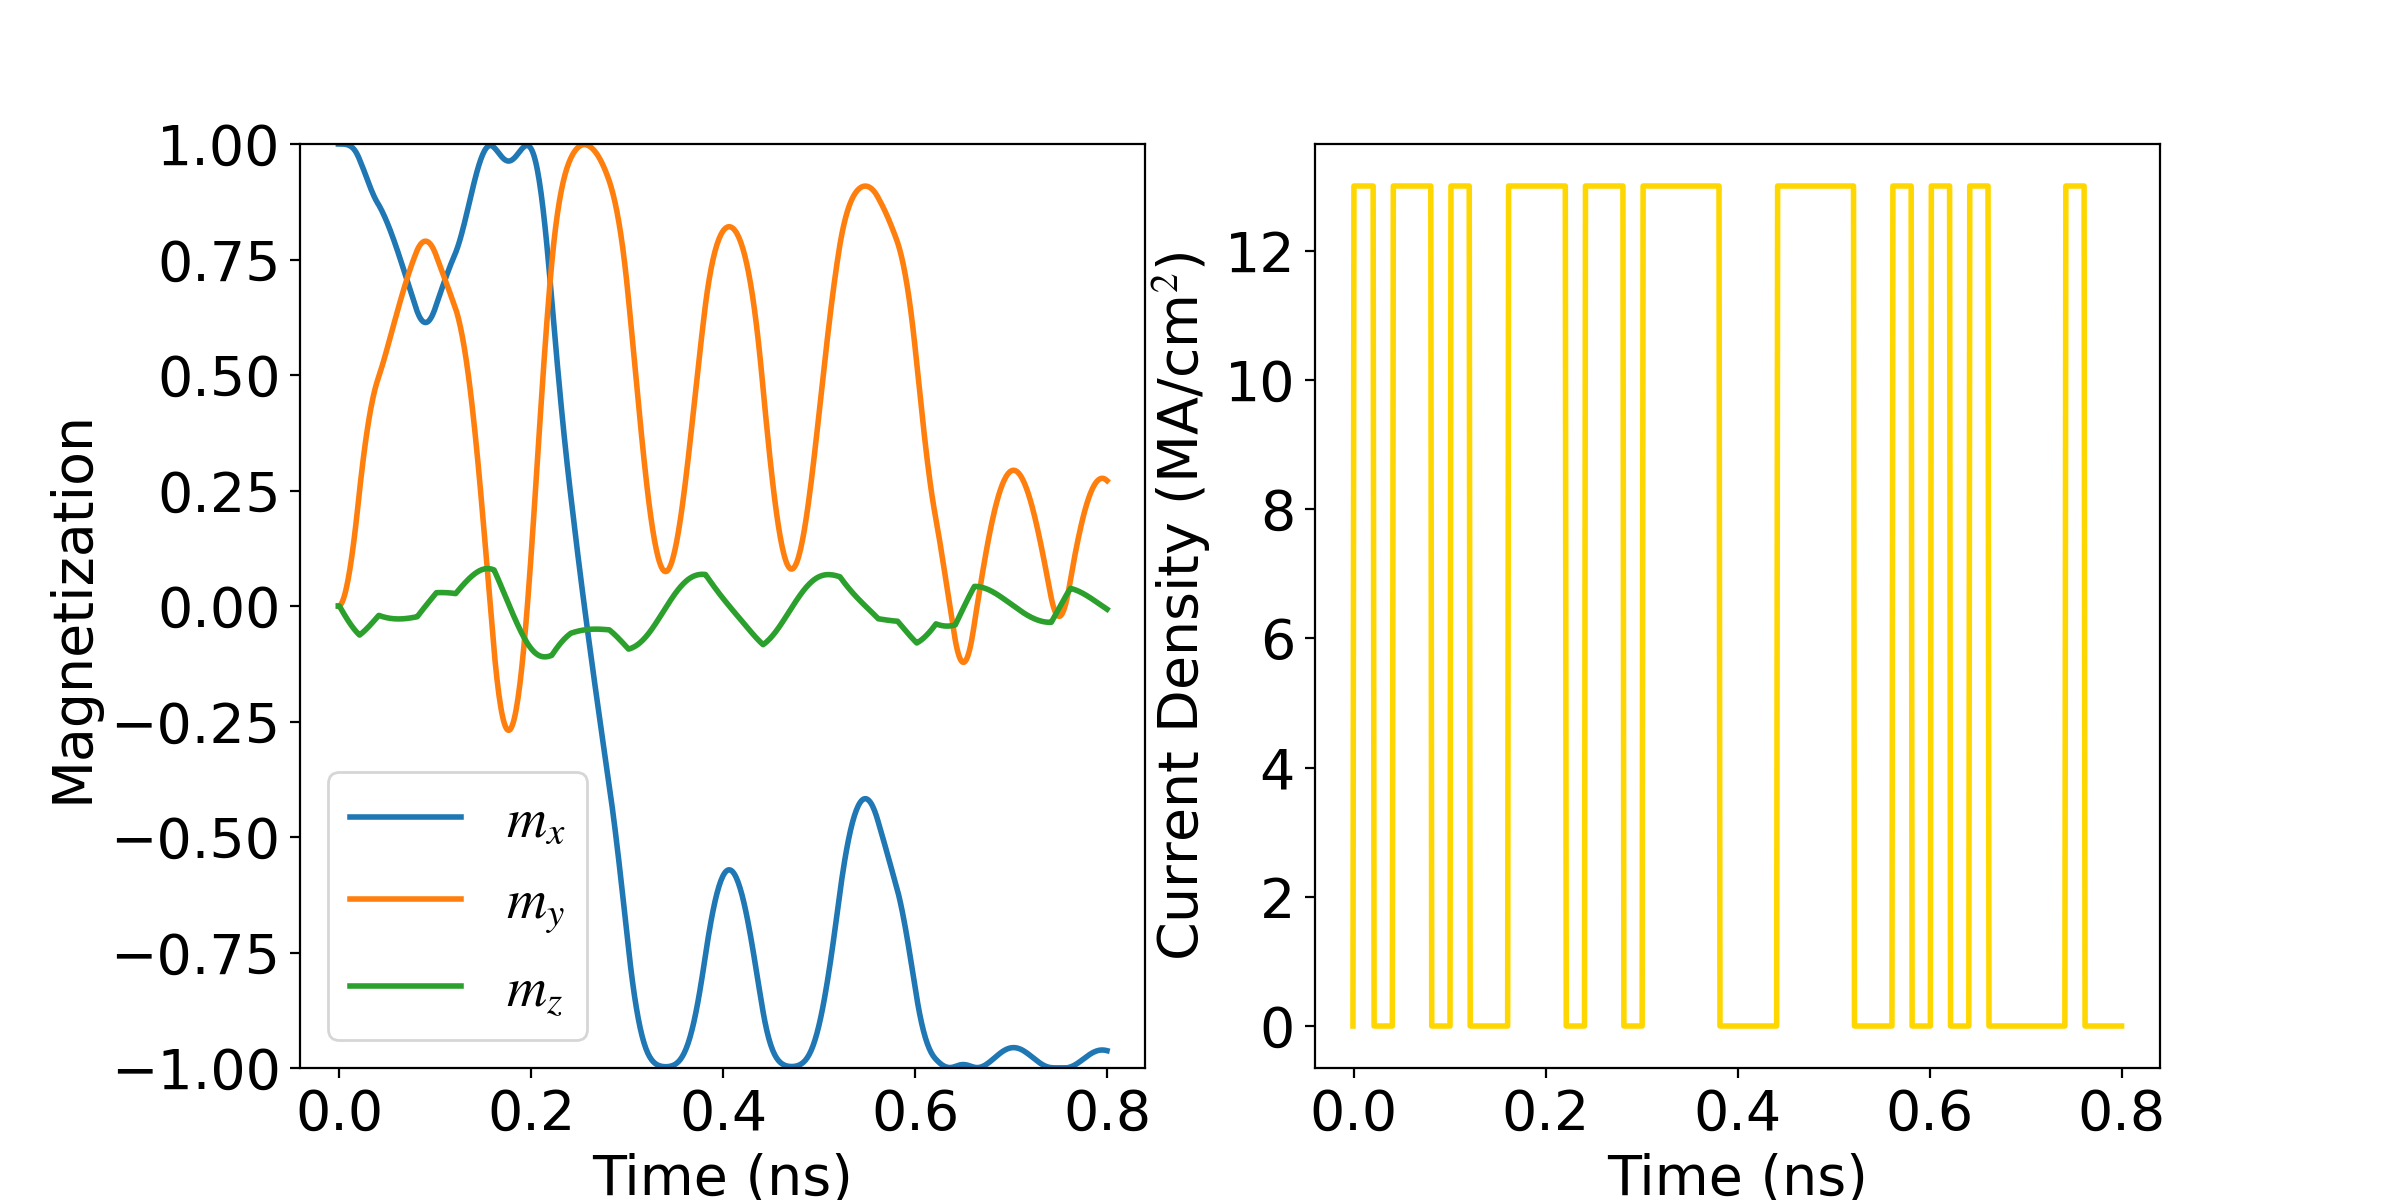 Magnetization
1.00
0.75
0.50
0.25
0.00
−0.25
−0.50
−0.75
−1.00
0.0 0.2 0.4 0.6 0.8
Time (ns)
m_x
m_y
m_z
Current Density (MA/cm²)
12
10
8
6
4
2
0
0.0 0.2 0.4 0.6 0.8
Time (ns)